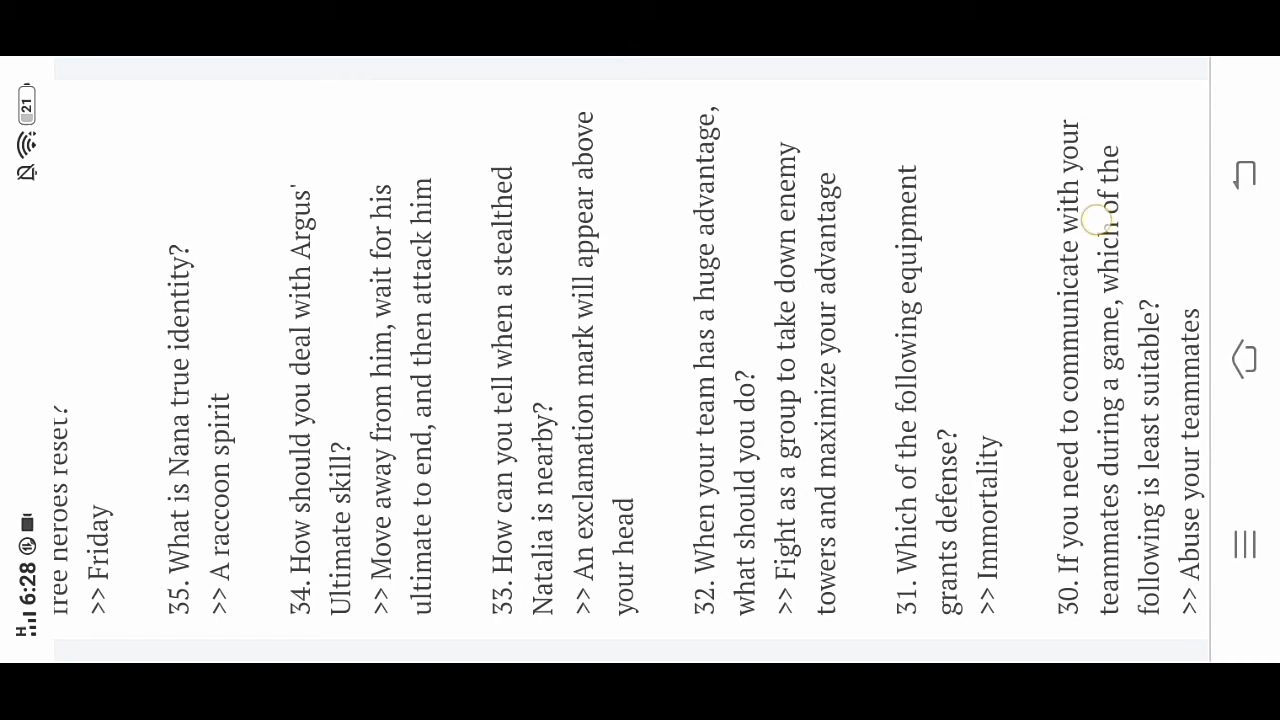 H 6:28 21
free heroes reset?
>> Friday
35. What is Nana true identity?
>> A raccoon spirit
34. How should you deal with Argus'
Ultimate skill?
>> Move away from him, wait for his
ultimate to end, and then attack him
33. How can you tell when a stealthed
Natalia is nearby?
>> An exclamation mark will appear above
your head
32. When your team has a huge advantage,
what should you do?
>> Fight as a group to take down enemy
towers and maximize your advantage
31. Which of the following equipment
grants defense?
>> Immortality
30. If you need to communicate with your
teammates during a game, which of the
following is least suitable?
>> Abuse your teammates